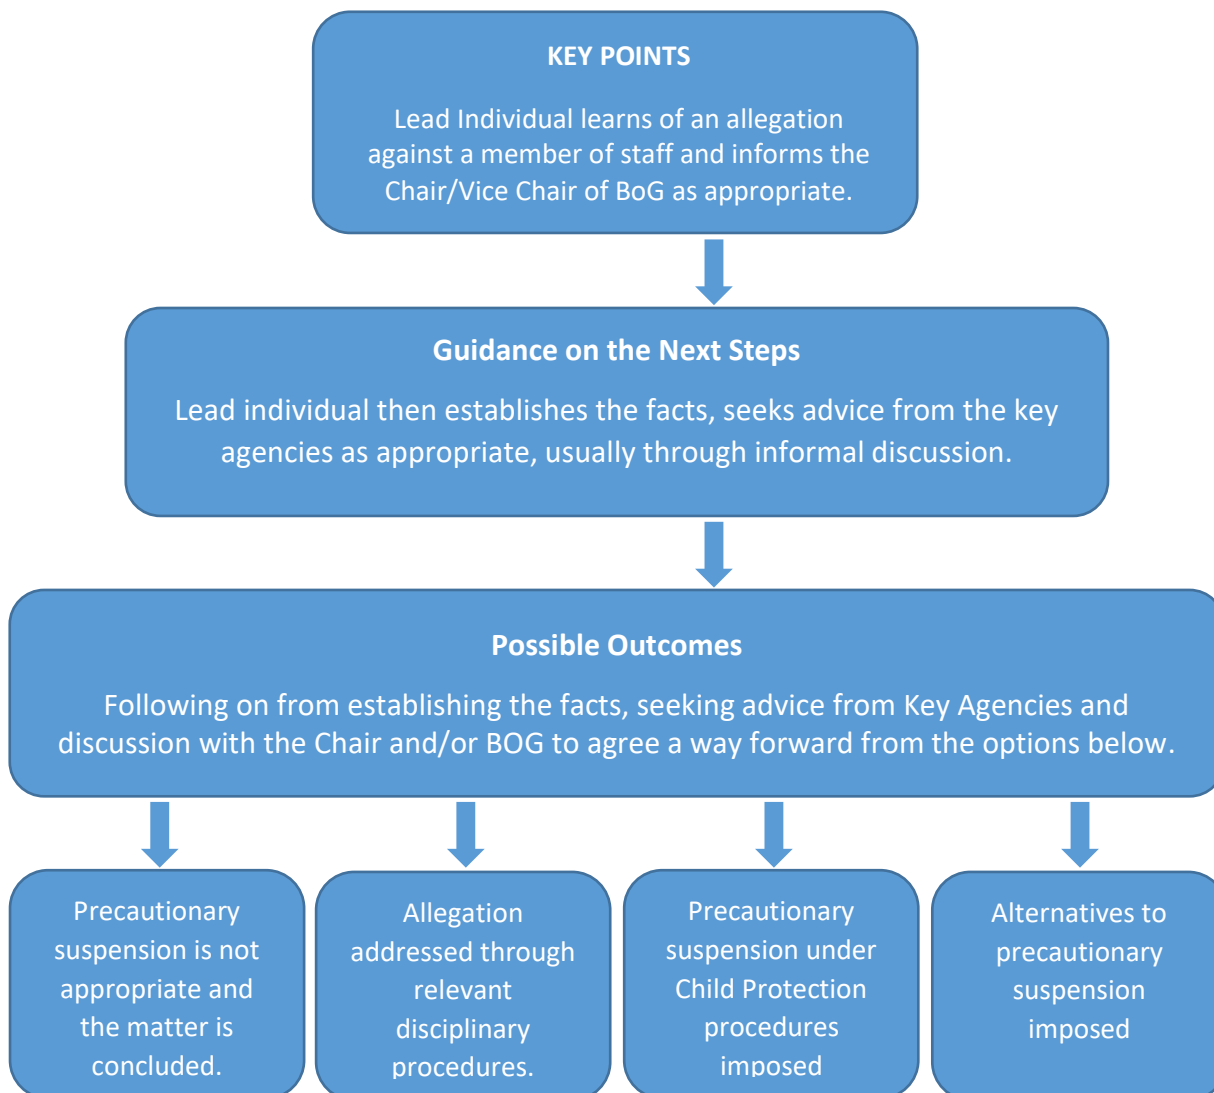 KEY POINTS
Lead Individual learns of an allegation
against a member of staff and informs the
Chair/Vice Chair of BoG as appropriate.
Guidance on the Next Steps
Lead individual then establishes the facts, seeks advice from the key
agencies as appropriate, usually through informal discussion.
Possible Outcomes
Following on from establishing the facts, seeking advice from Key Agencies and
discussion with the Chair and/or BOG to agree a way forward from the options below.
Precautionary
suspension is not
appropriate and
the matter is
concluded.
Allegation
addressed through
relevant
disciplinary
procedures.
Precautionary
suspension under
Child Protection
procedures
imposed
Alternatives to
precautionary
suspension
imposed